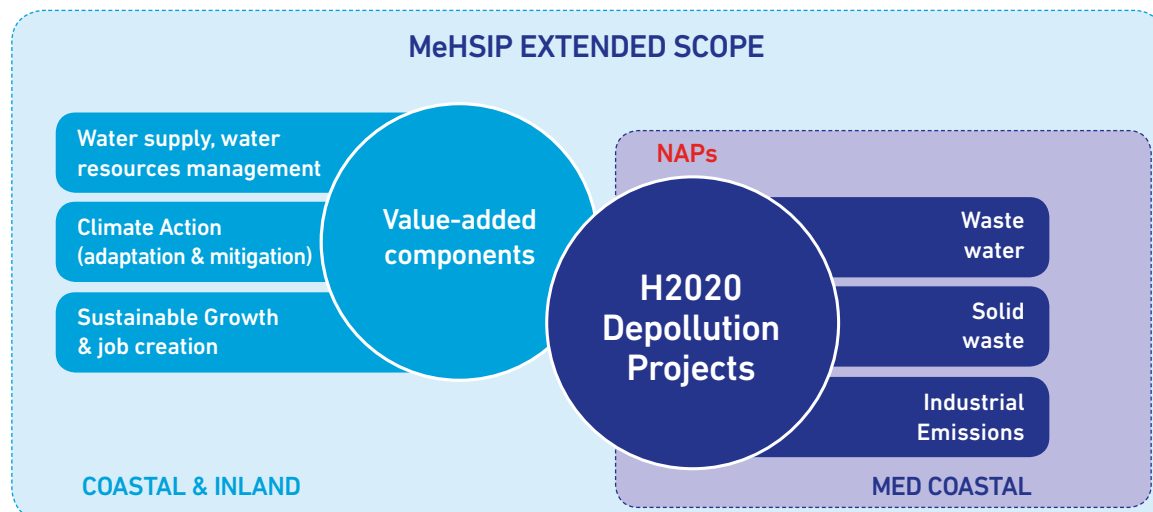 MeHSIP EXTENDED SCOPE
Water supply, water
resources management
Climate Action
(adaptation & mitigation)
Sustainable Growth
& job creation
Value-added
components
NAPs
H2020
Depollution
Projects
Waste
water
Solid
waste
Industrial
Emissions
COASTAL & INLAND
MED COASTAL